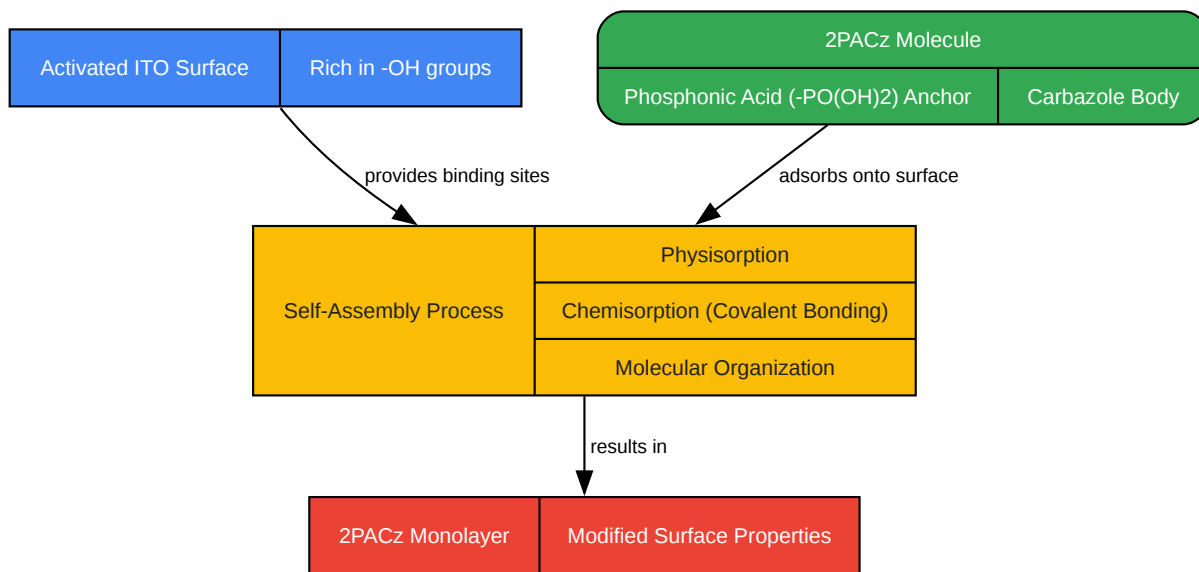 Activated ITO Surface
Rich in -OH groups
2PACz Molecule
Phosphonic Acid (-PO(OH)2) Anchor
Carbazole Body
provides binding sites
adsorbs onto surface
Self-Assembly Process
Physisorption
Chemisorption (Covalent Bonding)
Molecular Organization
results in
2PACz Monolayer
Modified Surface Properties